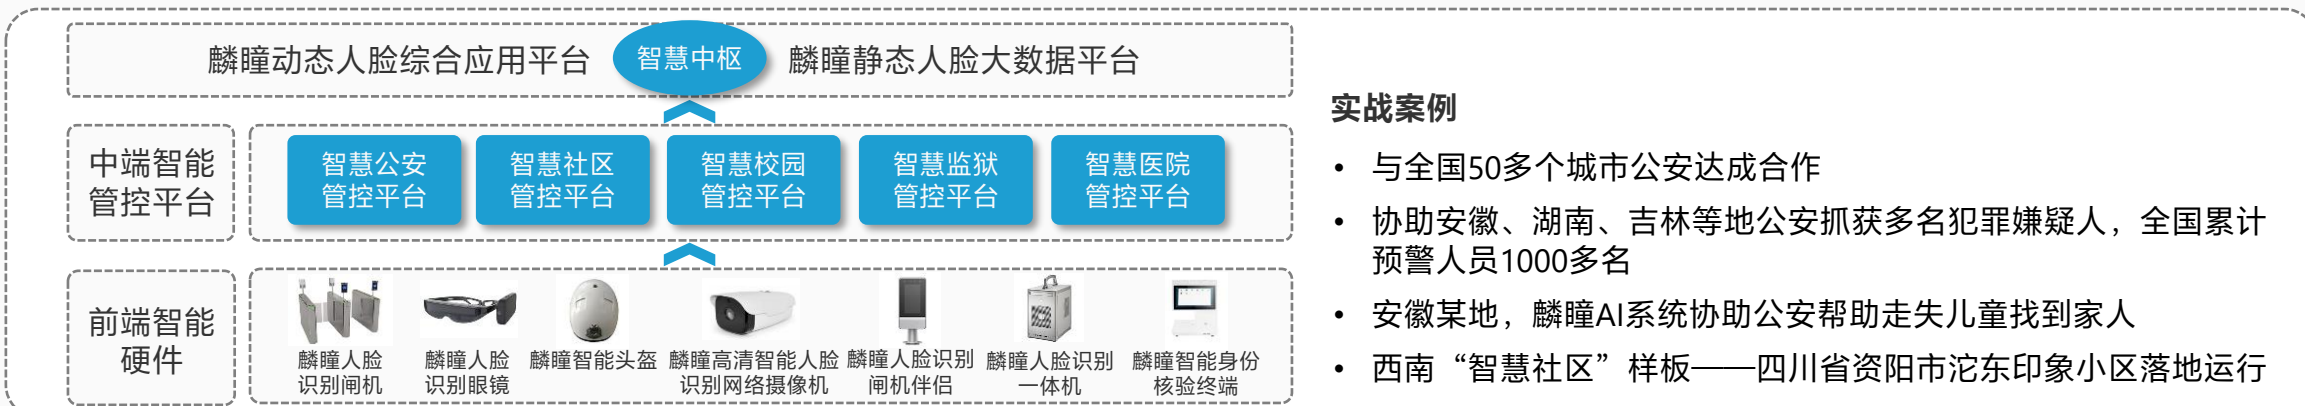 麟瞳动态人脸综合应用平台
智慧中枢
麟瞳静态人脸大数据平台
中端智能
管控平台
智慧公安
管控平台
智慧社区
管控平台
智慧校园
管控平台
智慧监狱
管控平台
智慧医院
管控平台
前端智能
硬件
麟瞳人脸
识别闸机
麟瞳人脸
识别眼镜
麟瞳智能头盔
麟瞳高清智能人脸
识别网络摄像机
麟瞳人脸识别
闸机伴侣
麟瞳人脸识别
一体机
麟瞳智能身份
核验终端
实战案例
• 与全国50多个城市公安达成合作
• 协助安徽、湖南、吉林等地公安抓获多名犯罪嫌疑人，全国累计
预警人员1000多名
• 安徽某地，麟瞳AI系统协助公安帮助走失儿童找到家人
• 西南“智慧社区”样板——四川省资阳市沱东印象小区落地运行